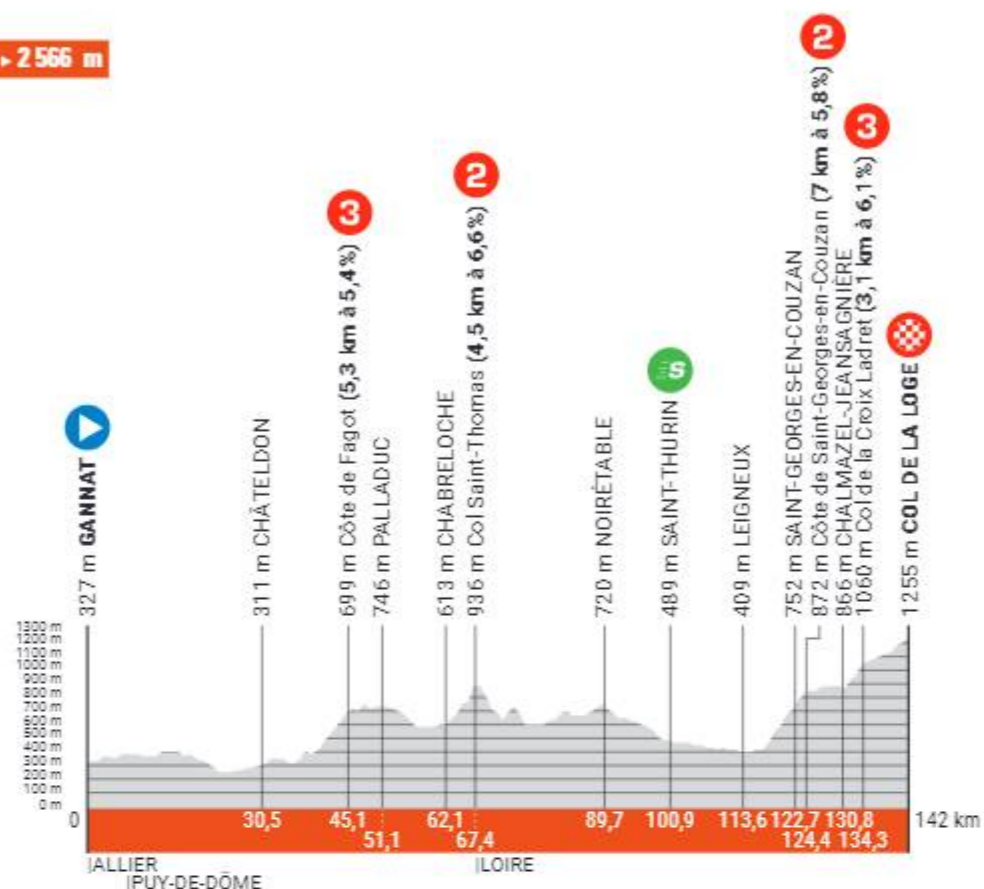 ▸ 2 566 m
327 m GANNAT
311 m CHÂTELDON
3
699 m Côte de Fagot (5,3 km à 5,4%)
746 m PALLADUC
613 m CHABRELOCHE
2
936 m Col Saint-Thomas (4,5 km à 6,6%)
720 m NOIRÉTABLE
S
489 m SAINT-THURIN
409 m LEIGNEUX
752 m SAINT-GEORGES-EN-COUZAN
2
872 m Côte de Saint-Georges-en-Couzan (7 km à 5,8%)
866 m CHALMAZEL-JEANSAGNIÈRE
3
1060 m Col de la Croix Ladret (3,1 km à 6,1%)
1255 m COL DE LA LOGE
1300 m
1200 m
1100 m
1000 m
900 m
800 m
700 m
600 m
500 m
400 m
300 m
200 m
100 m
0 m
0 30,5 45,1 62,1 89,7 100,9 113,6 122,7 130,8 142 km
51,1 67,4 124,4 134,3
|ALLIER |LOIRE
|PUY-DE-DÔME